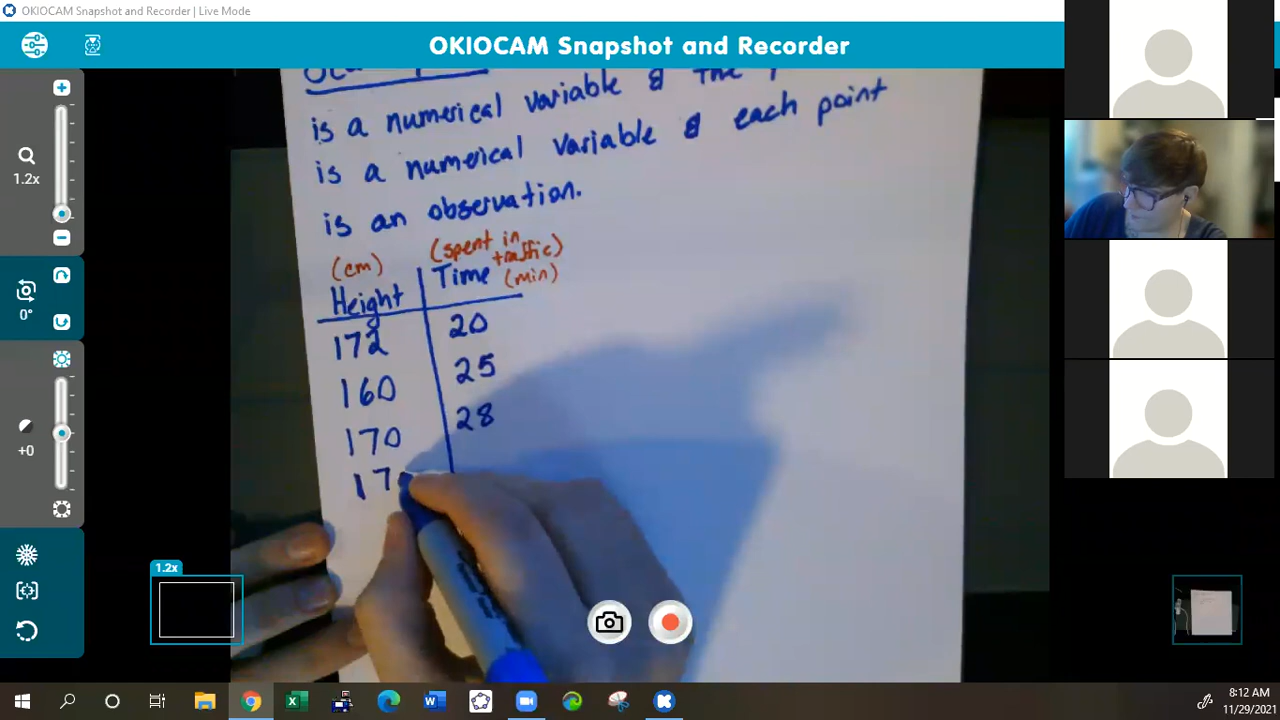 OKIOCAM Snapshot and Recorder | Live Mode
OKIOCAM Snapshot and Recorder
is a numerical variable & the
is a numerical variable & each point
is an observation.
(cm) (spent in traffic)
Height Time (min)
172 20
160 25
170 28
17
1.2x
0°
+0
1.2x
8:12 AM
11/29/2021